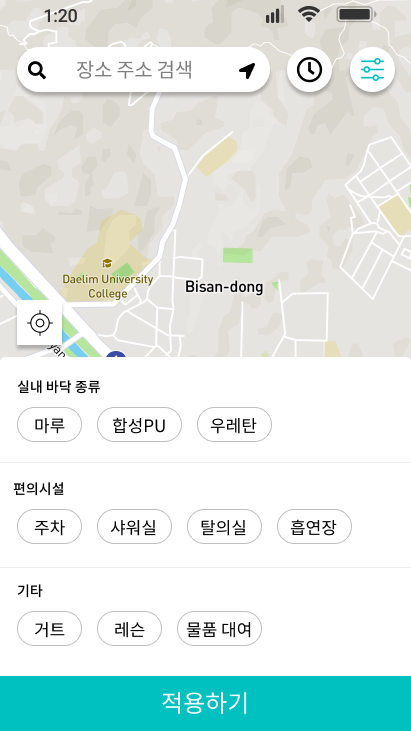 1:20
장소 주소 검색
Daelim University
College
Bisan-dong
실내 바닥 종류
마루 합성PU 우레탄
편의시설
주차 샤워실 탈의실 흡연장
기타
거트 레슨 물품 대여
적용하기